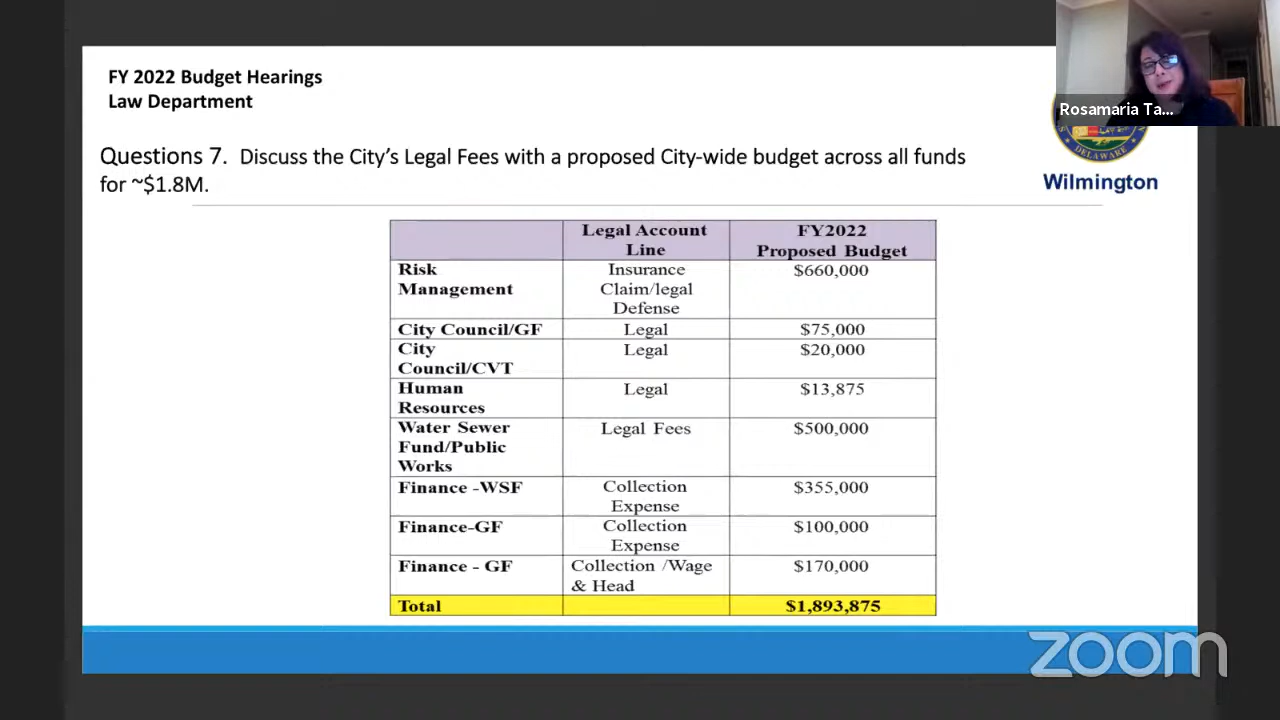 FY 2022 Budget Hearings
Law Department
Rosamaria Ta...
Questions 7. Discuss the City's Legal Fees with a proposed City-wide budget across all funds
for ~$1.8M.
DELAWARE
Wilmington
Legal Account
Line
FY2022
Proposed Budget
Risk
Management
Insurance
Claim/legal
Defense
$660,000
City Council/GF
Legal
$75,000
City
Council/CVT
Legal
$20,000
Human
Resources
Legal
$13,875
Water Sewer
Fund/Public
Works
Legal Fees
$500,000
Finance -WSF
Collection
Expense
$355,000
Finance-GF
Collection
Expense
$100,000
Finance - GF
Collection /Wage
& Head
$170,000
Total
$1,893,875
zoom